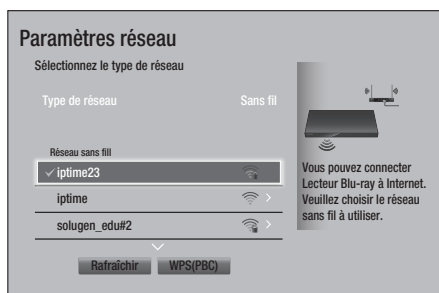 Paramètres réseau
Sélectionnez le type de réseau
Type de réseau Sans fil
Réseau sans fill
iptime23
iptime
solugen_edu#2
Rafraîchir WPS(PBC)
Vous pouvez connecter
Lecteur Blu-ray à Internet.
Veuillez choisir le réseau
sans fil à utiliser.